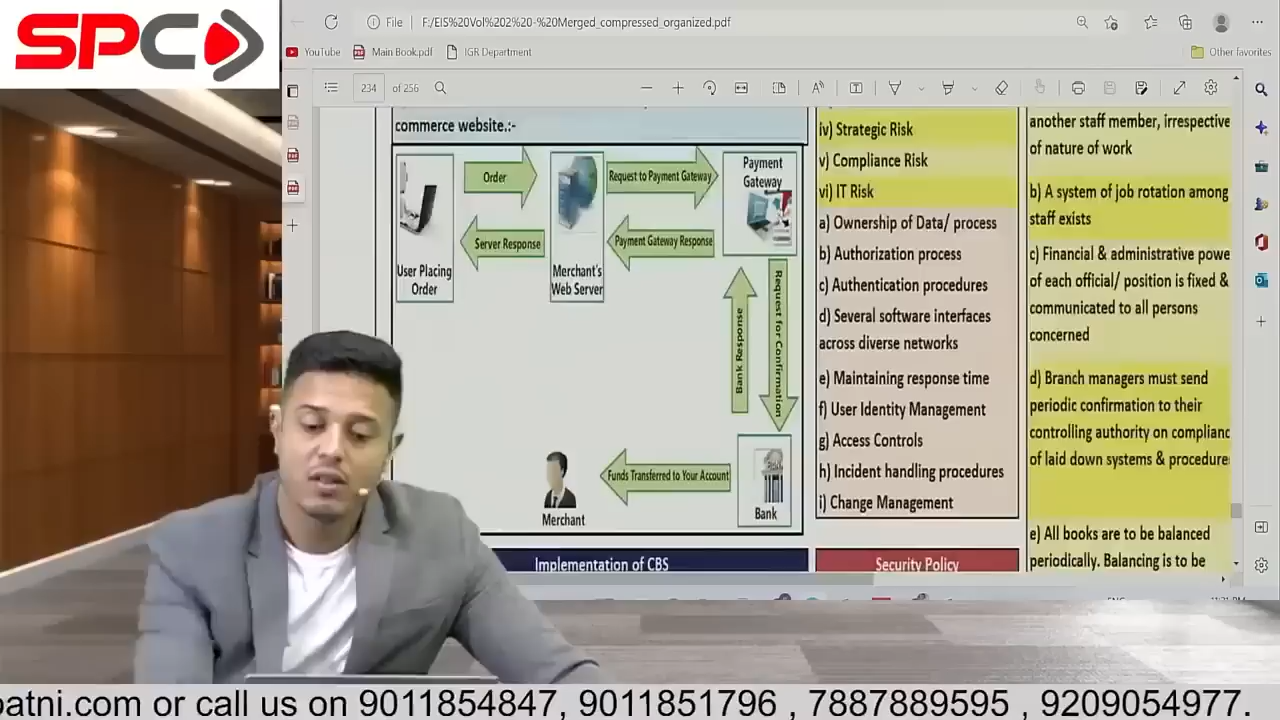 SPC
File
F:/EIS%20Vol%202%20-%20Merged_compressed_organized.pdf
YouTube
Main Book.pdf
IGR Department
Other favorites
234
of 256
commerce website.:-
Order
Request to Payment Gateway
Payment
Gateway
Server Response
Payment Gateway Response
User Placing
Order
Merchant's
Web Server
Bank Response
Request for Confirmation
Funds Transferred to Your Account
Merchant
Bank
Implementation of CBS
iv) Strategic Risk
v) Compliance Risk
vi) IT Risk
a) Ownership of Data/ process
b) Authorization process
c) Authentication procedures
d) Several software interfaces
across diverse networks
e) Maintaining response time
f) User Identity Management
g) Access Controls
h) Incident handling procedures
i) Change Management
Security Policy
another staff member, irrespective
of nature of work
b) A system of job rotation among
staff exists
c) Financial & administrative powe
of each official/ position is fixed &
communicated to all persons
concerned
d) Branch managers must send
periodic confirmation to their
controlling authority on complianc
of laid down systems & procedure
e) All books are to be balanced
periodically. Balancing is to be
patni.com or call us on 9011854847, 9011851796 , 7887889595 , 9209054977.